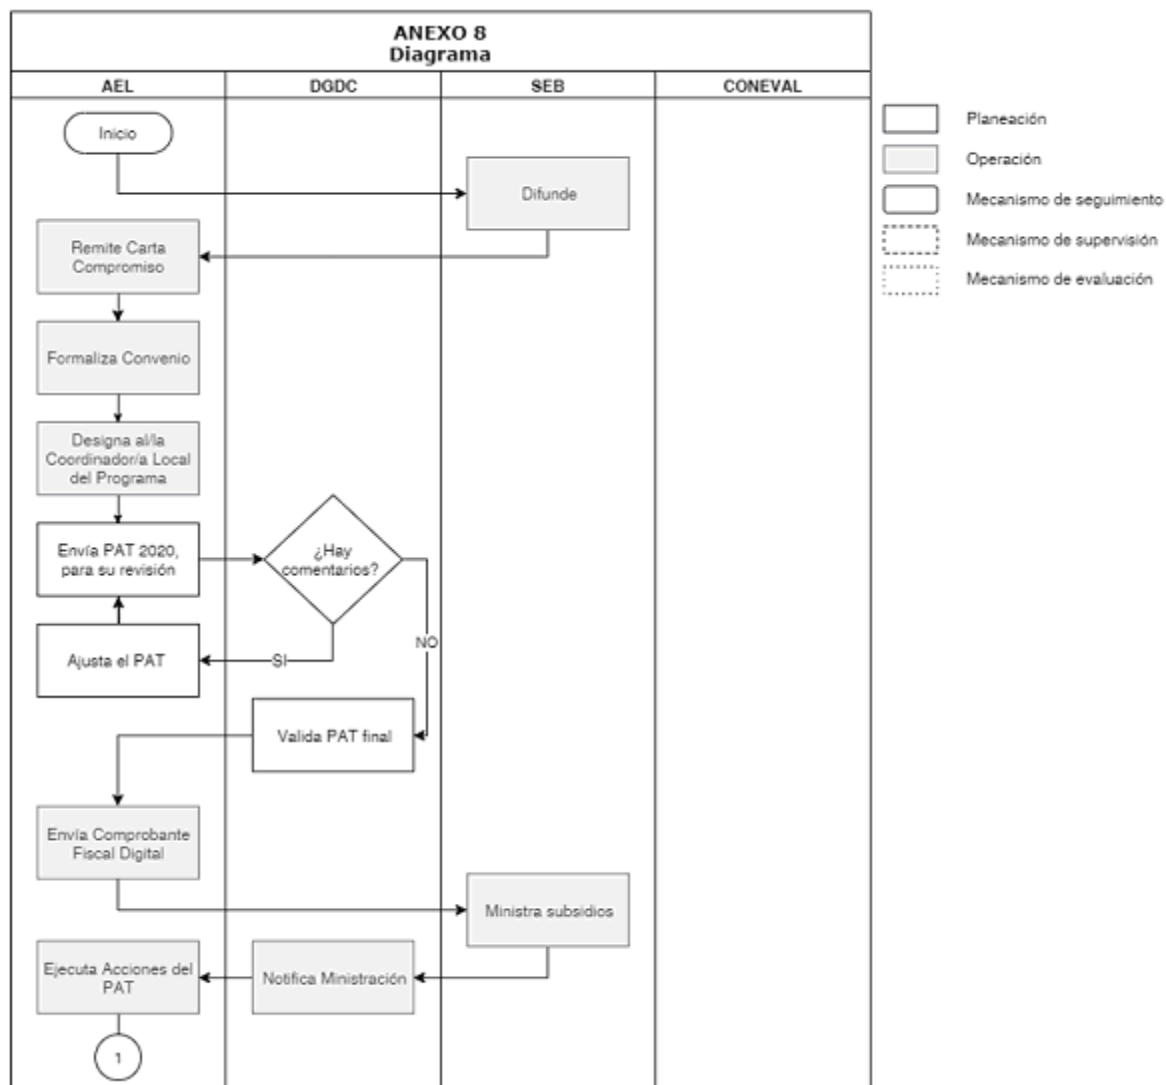 ANEXO 8
Diagrama
AEL
DGDC
SEB
CONEVAL
Inicio
Planeación
Operación
Difunde
Mecanismo de seguimiento
Remite Carta
Compromiso
Mecanismo de supervisión
Mecanismo de evaluación
Formaliza Convenio
Designa al/la
Coordinador/a Local
del Programa
Envía PAT 2020,
para su revisión
¿Hay
comentarios?
NO
Ajusta el PAT
SI
Valida PAT final
Envía Comprobante
Fiscal Digital
Ministra subsidios
Ejecuta Acciones del
PAT
Notifica Ministración
1